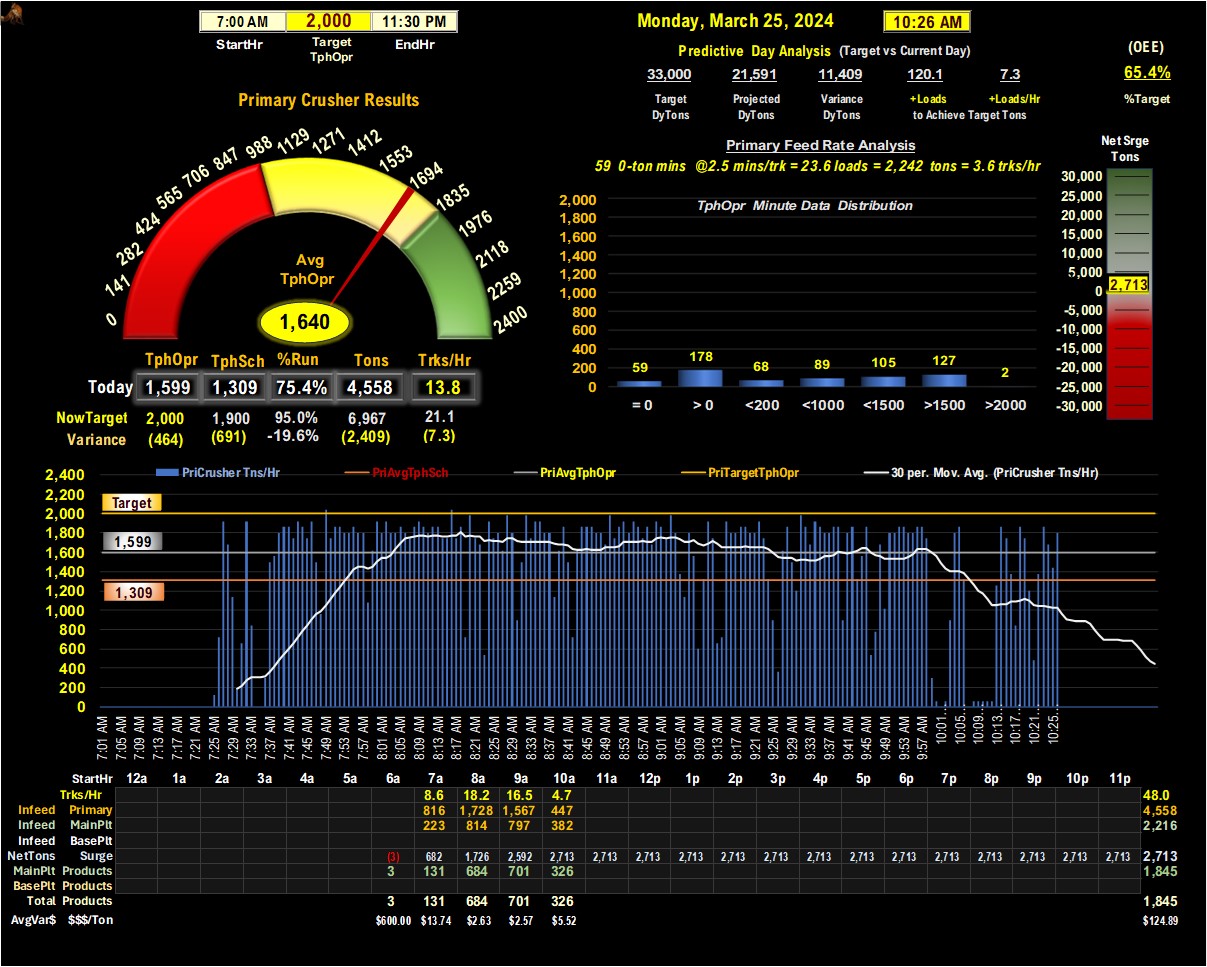 7:00 AM 2,000 11:30 PM
StartHr Target TphOpr EndHr
Monday, March 25, 2024 10:26 AM
Predictive Day Analysis (Target vs Current Day)
(OEE)
33,000 21,591 11,409 120.1 7.3
65.4%
Target DyTons Projected DyTons Variance DyTons +Loads +Loads/Hr
to Achieve Target Tons
%Target
Primary Crusher Results
0 141 282 424 565 706 847 988 1129 1271 1412 1553 1694 1835 1976 2118 2259 2400
Avg
TphOpr
1,640
TphOpr TphSch %Run Tons Trks/Hr
Today 1,599 1,309 75.4% 4,558 13.8
NowTarget 2,000 1,900 95.0% 6,967 21.1
Variance (464) (691) -19.6% (2,409) (7.3)
Primary Feed Rate Analysis
59 0-ton mins @2.5 mins/trk = 23.6 loads = 2,242 tons = 3.6 trks/hr
TphOpr Minute Data Distribution
2,000
1,800
1,600
1,400
1,200
1,000
800
600
400
200
0
59 178 68 89 105 127 2
= 0 > 0 <200 <1000 <1500 >1500 >2000
Net Srge
Tons
30,000
25,000
20,000
15,000
10,000
5,000
0
2,713
-5,000
-10,000
-15,000
-20,000
-25,000
-30,000
PriCrusher Tns/Hr PriAvgTphSch PriAvgTphOpr PriTargetTphOpr 30 per. Mov. Avg. (PriCrusher Tns/Hr)
2,400
2,200
2,000
1,800
1,600
1,400
1,200
1,000
800
600
400
200
0
Target
1,599
1,309
7:01 AM 7:05 AM 7:09 AM 7:13 AM 7:17 AM 7:21 AM 7:25 AM 7:29 AM 7:33 AM 7:37 AM 7:41 AM 7:45 AM 7:49 AM 7:53 AM 7:57 AM 8:01 AM 8:05 AM 8:09 AM 8:13 AM 8:17 AM 8:21 AM 8:25 AM 8:29 AM 8:33 AM 8:37 AM 8:41 AM 8:45 AM 8:49 AM 8:53 AM 8:57 AM 9:01 AM 9:05 AM 9:09 AM 9:13 AM 9:17 AM 9:21 AM 9:25 AM 9:29 AM 9:33 AM 9:37 AM 9:41 AM 9:45 AM 9:49 AM 9:53 AM 9:57 AM 10:01... 10:05... 10:09... 10:13... 10:17... 10:21... 10:25...
StartHr 12a 1a 2a 3a 4a 5a 6a 7a 8a 9a 10a 11a 12p 1p 2p 3p 4p 5p 6p 7p 8p 9p 10p 11p
Trks/Hr 8.6 18.2 16.5 4.7 48.0
Infeed Primary 816 1,728 1,567 447 4,558
Infeed MainPlt 223 814 797 382 2,216
Infeed BasePlt
NetTons Surge (3) 682 1,726 2,592 2,713 2,713 2,713 2,713 2,713 2,713 2,713 2,713 2,713 2,713 2,713 2,713 2,713 2,713 2,713
MainPlt Products 3 131 684 701 326 1,845
BasePlt Products
Total Products 3 131 684 701 326 1,845
AvgVar$ $$$/Ton $600.00 $13.74 $2.63 $2.57 $5.52 $124.89